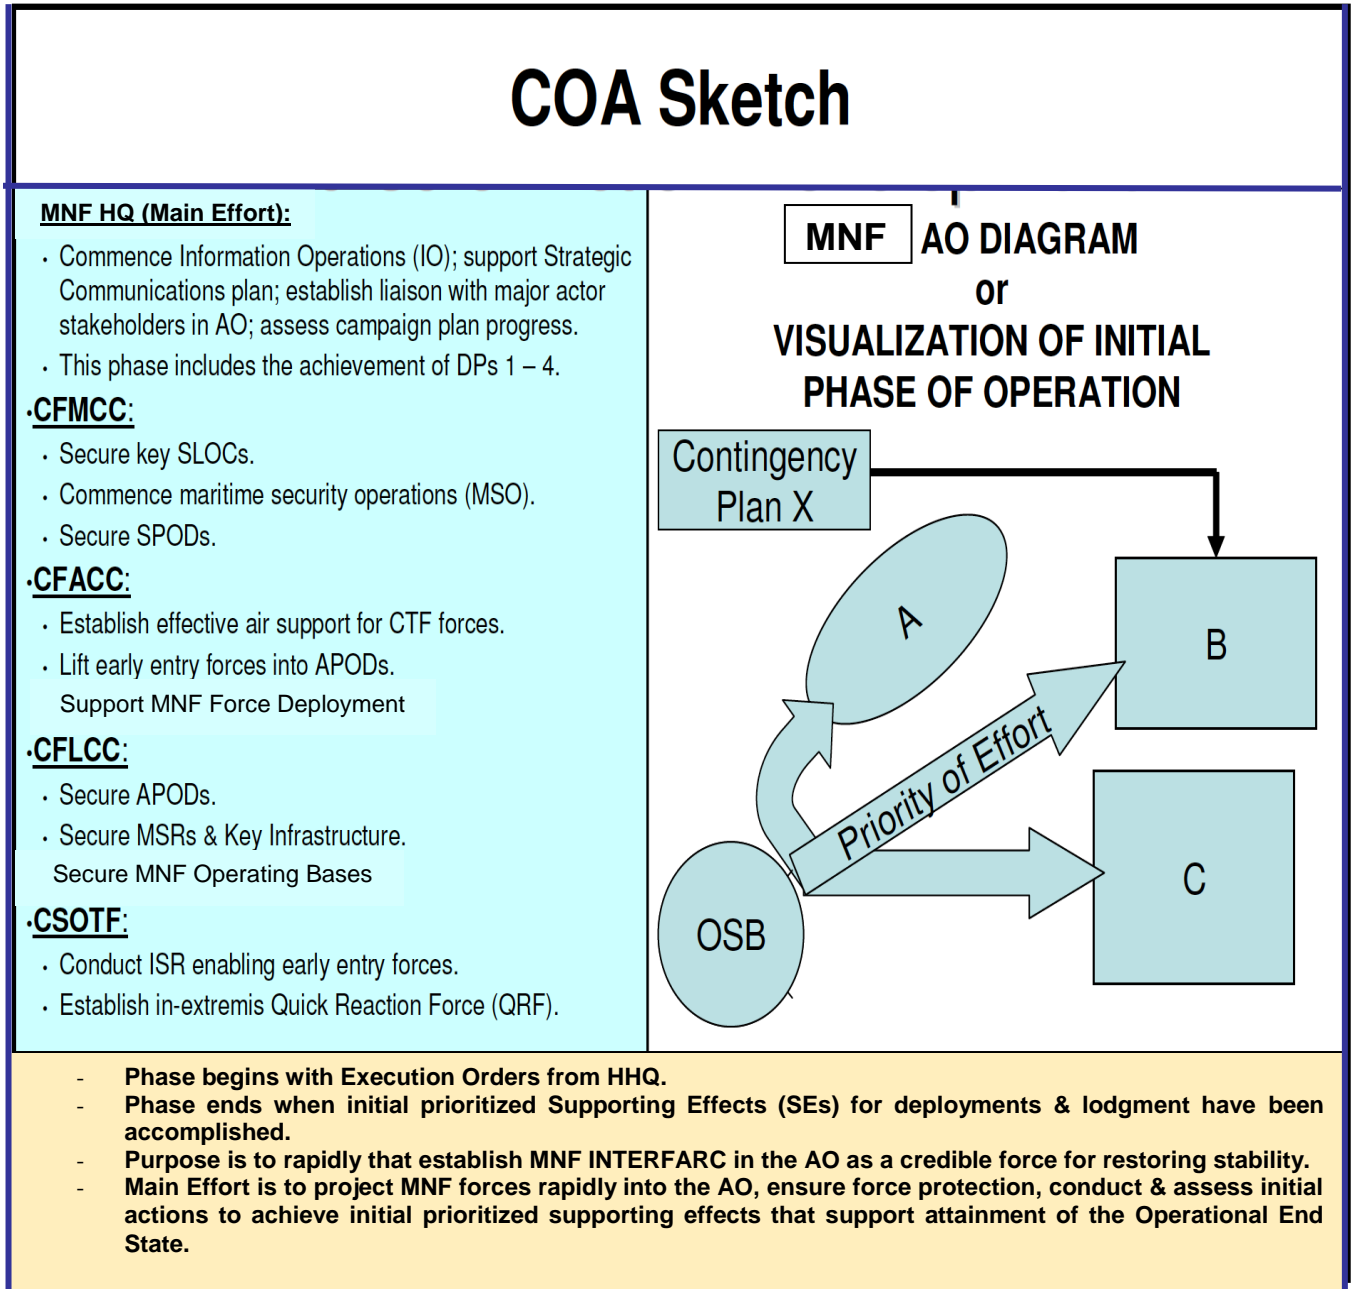 COA Sketch
MNF HQ (Main Effort):
• Commence Information Operations (IO); support Strategic
Communications plan; establish liaison with major actor
stakeholders in AO; assess campaign plan progress.
• This phase includes the achievement of DPs 1 – 4.
•CFMCC:
• Secure key SLOCs.
• Commence maritime security operations (MSO).
• Secure SPODs.
•CFACC:
• Establish effective air support for CTF forces.
• Lift early entry forces into APODs.
Support MNF Force Deployment
•CFLCC:
• Secure APODs.
• Secure MSRs & Key Infrastructure.
Secure MNF Operating Bases
•CSOTF:
• Conduct ISR enabling early entry forces.
• Establish in-extremis Quick Reaction Force (QRF).
MNF AO DIAGRAM
or
VISUALIZATION OF INITIAL
PHASE OF OPERATION
Contingency
Plan X
A
B
Priority of Effort
C
OSB
- Phase begins with Execution Orders from HHQ.
- Phase ends when initial prioritized Supporting Effects (SEs) for deployments & lodgment have been
accomplished.
- Purpose is to rapidly that establish MNF INTERFARC in the AO as a credible force for restoring stability.
- Main Effort is to project MNF forces rapidly into the AO, ensure force protection, conduct & assess initial
actions to achieve initial prioritized supporting effects that support attainment of the Operational End
State.